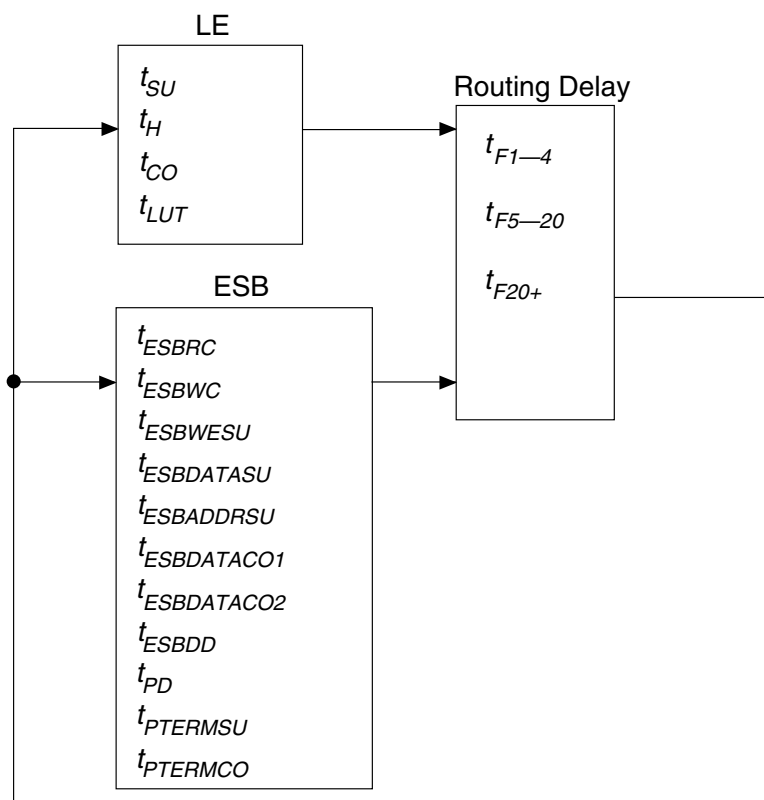 LE
tSU
tH
tCO
tLUT
Routing Delay
tF1—4
tF5—20
tF20+
ESB
tESBRC
tESBWC
tESBWESU
tESBDATASU
tESBADDRSU
tESBDATACO1
tESBDATACO2
tESBDD
tPD
tPTERMSU
tPTERMCO